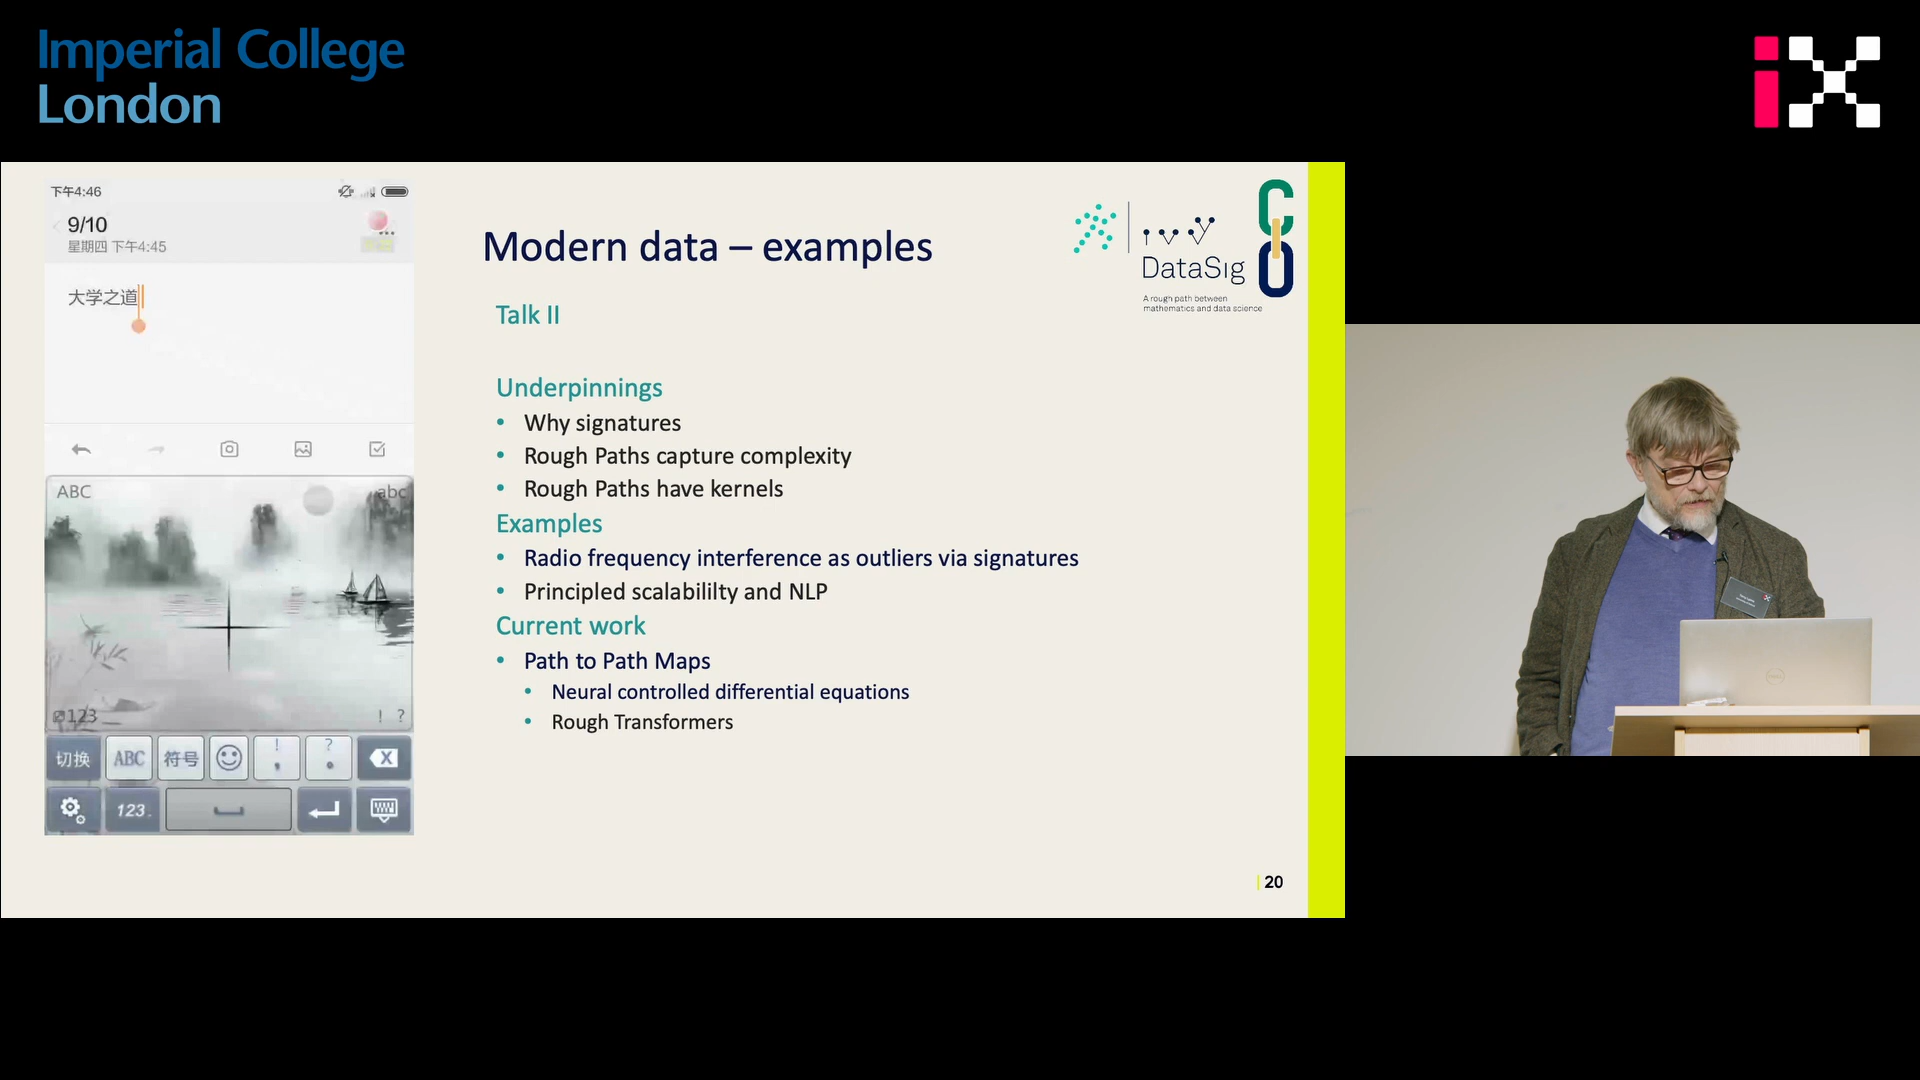 Imperial College
London
iX
下午4:46
9/10
星期四 下午4:45
大学之道
ABC
abc
123
! ?
切换
ABC
符号
!
,
?
。
123.
Modern data – examples
DataSig
A rough path between
mathematics and data science
CO
Talk II
Underpinnings
• Why signatures
• Rough Paths capture complexity
• Rough Paths have kernels
Examples
• Radio frequency interference as outliers via signatures
• Principled scalabililty and NLP
Current work
• Path to Path Maps
• Neural controlled differential equations
• Rough Transformers
20